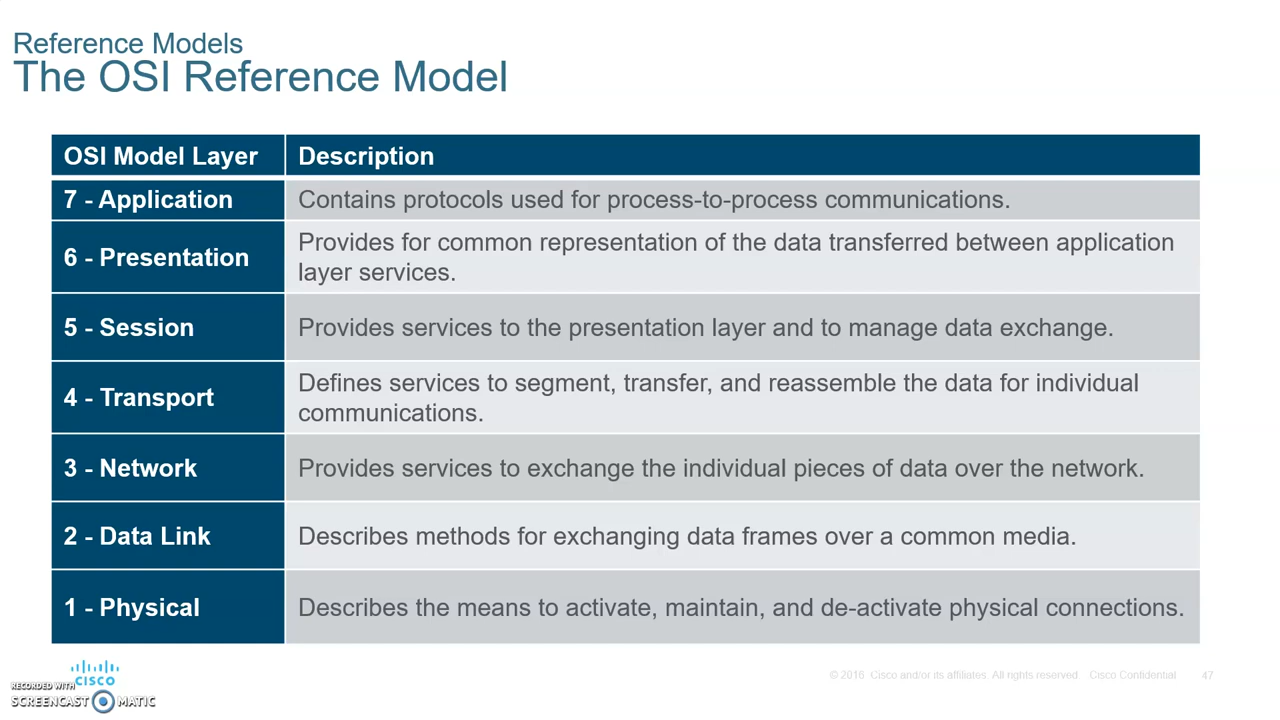 Reference Models
The OSI Reference Model
OSI Model Layer Description
7 - Application Contains protocols used for process-to-process communications.
6 - Presentation Provides for common representation of the data transferred between application
layer services.
5 - Session Provides services to the presentation layer and to manage data exchange.
4 - Transport Defines services to segment, transfer, and reassemble the data for individual
communications.
3 - Network Provides services to exchange the individual pieces of data over the network.
2 - Data Link Describes methods for exchanging data frames over a common media.
1 - Physical Describes the means to activate, maintain, and de-activate physical connections.
CISCO
© 2016 Cisco and/or its affiliates. All rights reserved. Cisco Confidential 47
RECORDED WITH
SCREENCAST MATIC